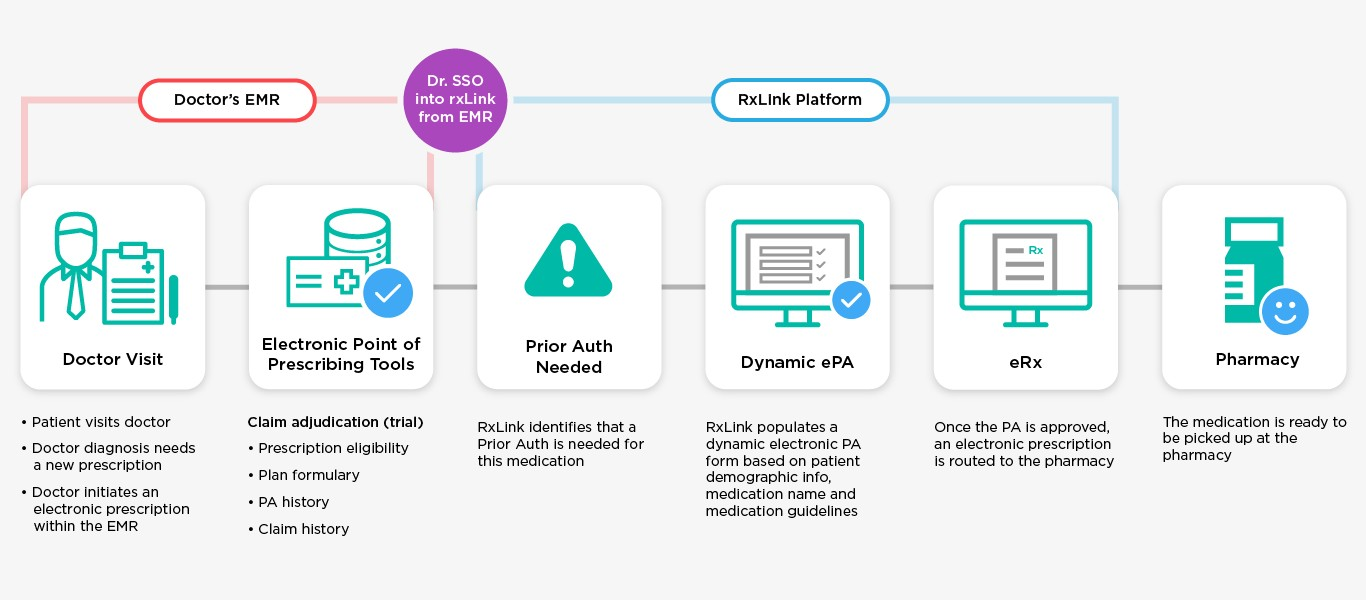 Doctor's EMR
Dr. SSO
into rxLink
from EMR
RxLink Platform
Doctor Visit
Electronic Point of
Prescribing Tools
Prior Auth
Needed
Dynamic ePA
Rx
eRx
Pharmacy
• Patient visits doctor
• Doctor diagnosis needs
a new prescription
• Doctor initiates an
electronic prescription
within the EMR
Claim adjudication (trial)
• Prescription eligibility
• Plan formulary
• PA history
• Claim history
RxLink identifies that a
Prior Auth is needed for
this medication
RxLink populates a
dynamic electronic PA
form based on patient
demographic info,
medication name and
medication guidelines
Once the PA is approved,
an electronic prescription
is routed to the pharmacy
The medication is ready to
be picked up at the
pharmacy